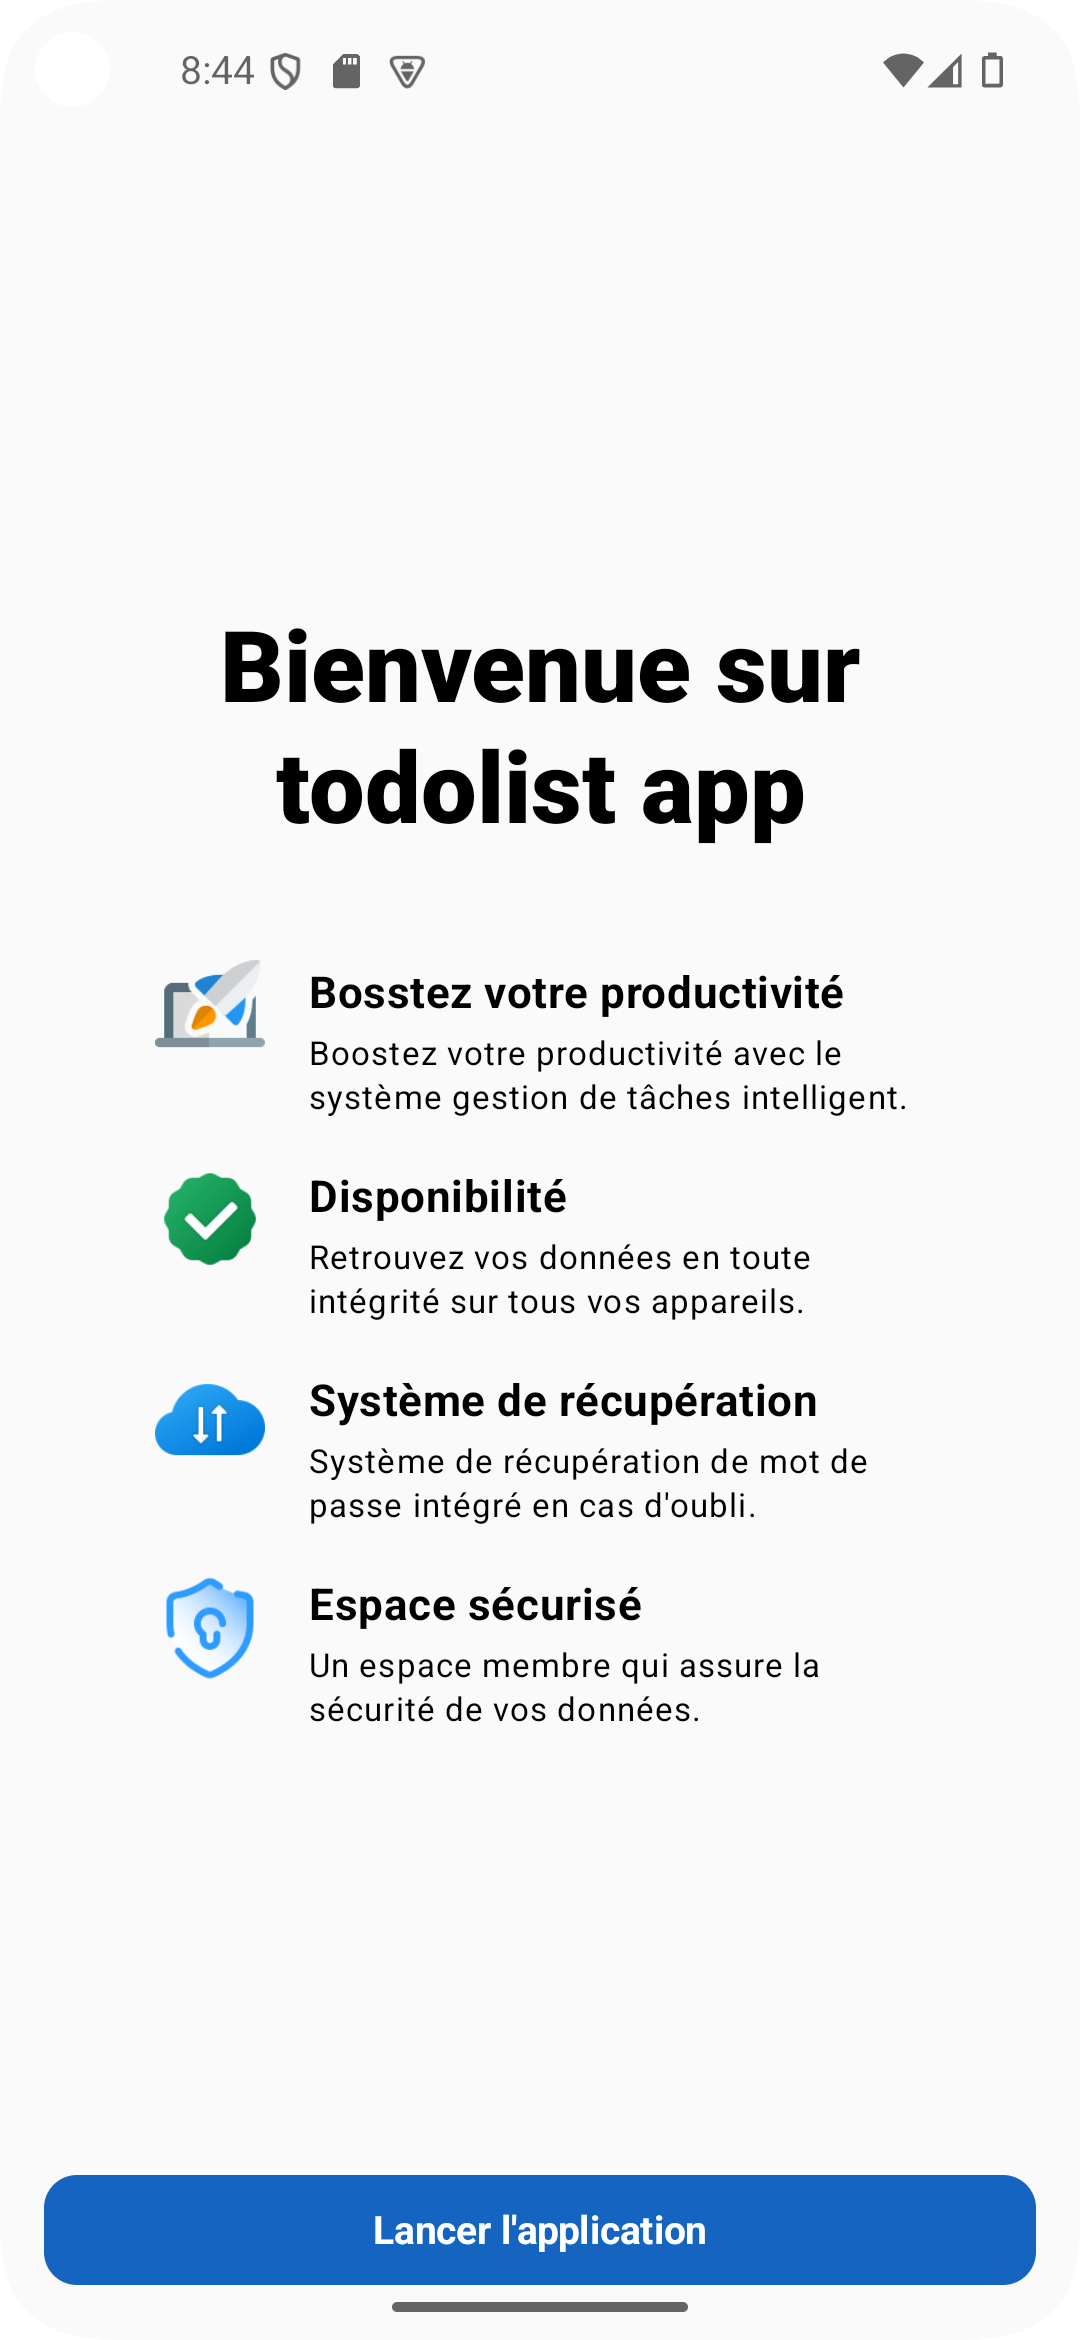 8:44
Bienvenue sur
todolist app
Bosstez votre productivité
Boostez votre productivité avec le
système gestion de tâches intelligent.
Disponibilité
Retrouvez vos données en toute
intégrité sur tous vos appareils.
Système de récupération
Système de récupération de mot de
passe intégré en cas d'oubli.
Espace sécurisé
Un espace membre qui assure la
sécurité de vos données.
Lancer l'application